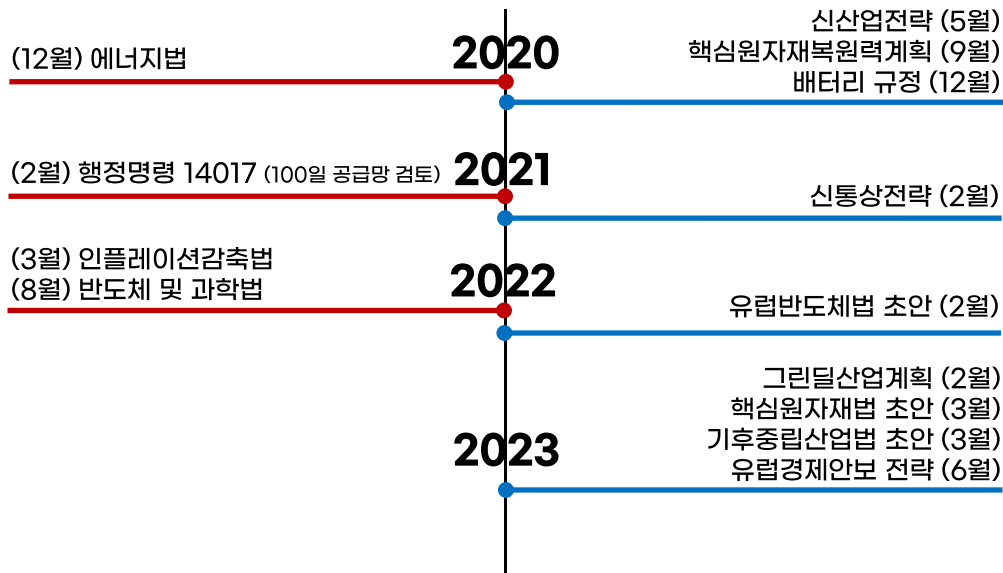 2020
(12월) 에너지법
신산업전략 (5월)
핵심원자재복원력계획 (9월)
배터리 규정 (12월)
2021
(2월) 행정명령 14017 (100일 공급망 검토)
신통상전략 (2월)
2022
(3월) 인플레이션감축법
(8월) 반도체 및 과학법
유럽반도체법 초안 (2월)
2023
그린딜산업계획 (2월)
핵심원자재법 초안 (3월)
기후중립산업법 초안 (3월)
유럽경제안보 전략 (6월)